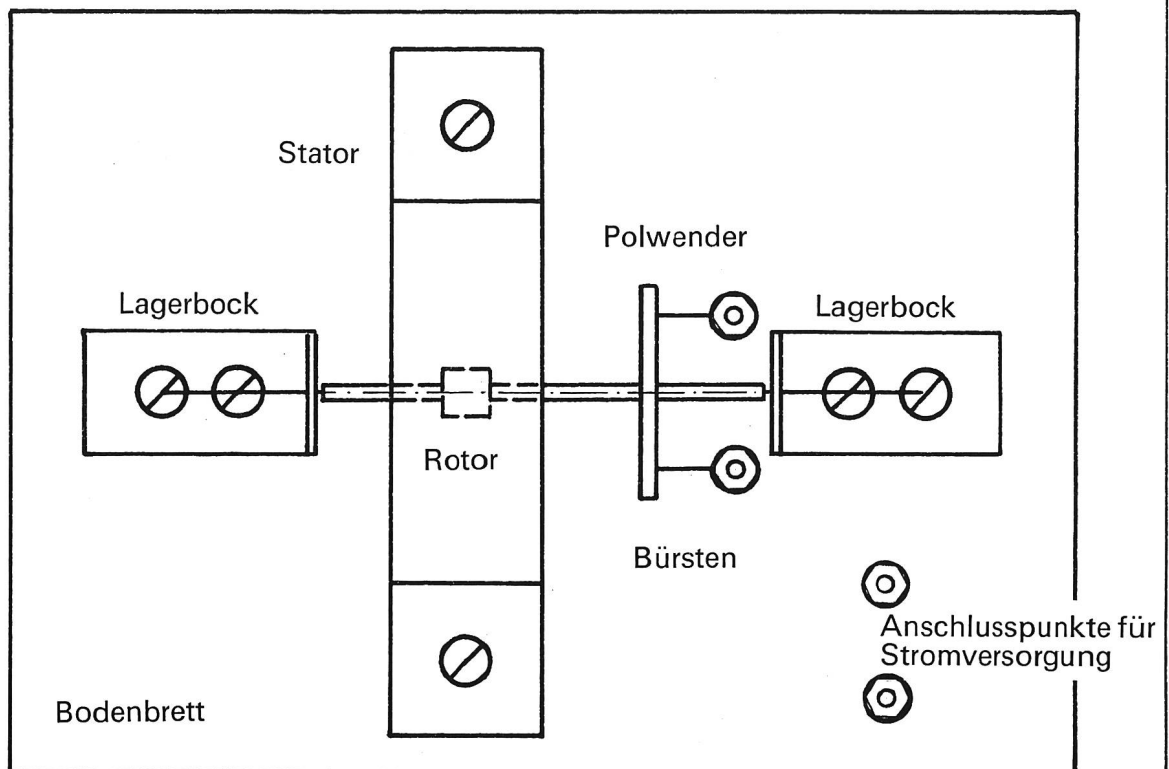 Stator
Polwender
Lagerbock
Lagerbock
Rotor
Bürsten
Anschlusspunkte für
Stromversorgung
Bodenbrett